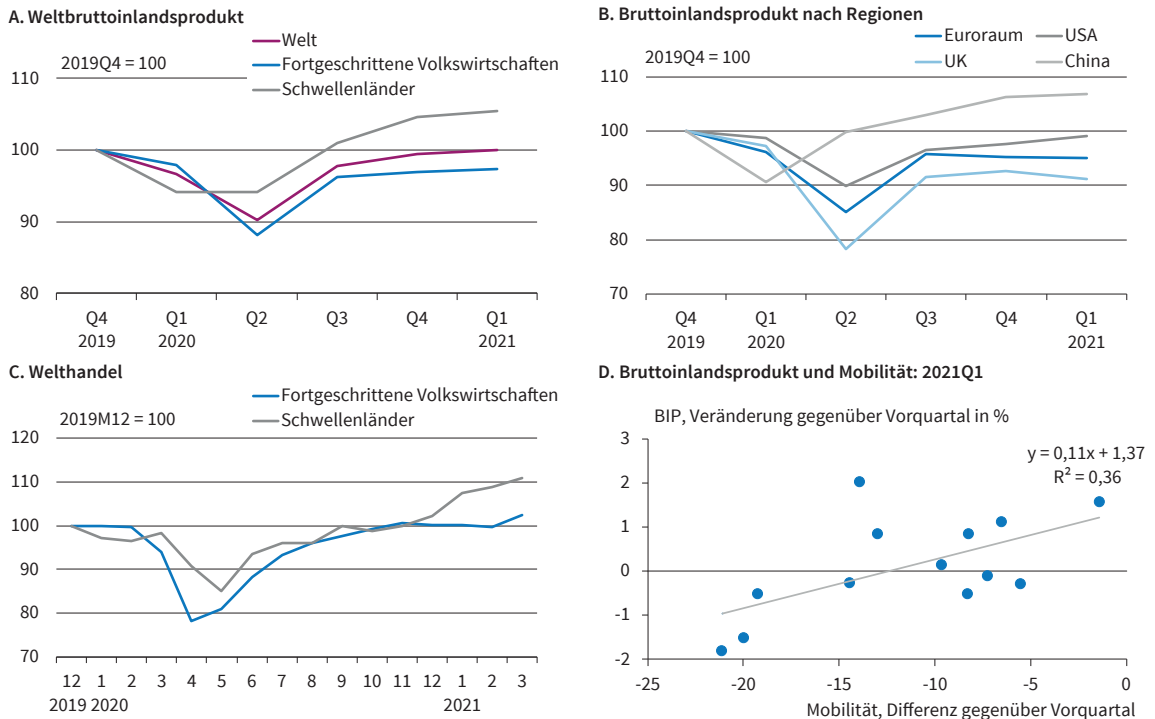 A. Weltbruttoinlandsprodukt
2019Q4 = 100
Welt
Fortgeschrittene Volkswirtschaften
Schwellenländer
110
100
90
80
Q4 Q1 Q2 Q3 Q4 Q1
2019 2020 2021
B. Bruttoinlandsprodukt nach Regionen
2019Q4 = 100
Euroraum USA
UK China
110
100
90
80
70
Q4 Q1 Q2 Q3 Q4 Q1
2019 2020 2021
C. Welthandel
2019M12 = 100
Fortgeschrittene Volkswirtschaften
Schwellenländer
120
110
100
90
80
70
12 1 2 3 4 5 6 7 8 9 10 11 12 1 2 3
2019 2020 2021
D. Bruttoinlandsprodukt und Mobilität: 2021Q1
BIP, Veränderung gegenüber Vorquartal in %
y = 0,11x + 1,37
R² = 0,36
3
2
1
0
-1
-2
-25 -20 -15 -10 -5 0
Mobilität, Differenz gegenüber Vorquartal